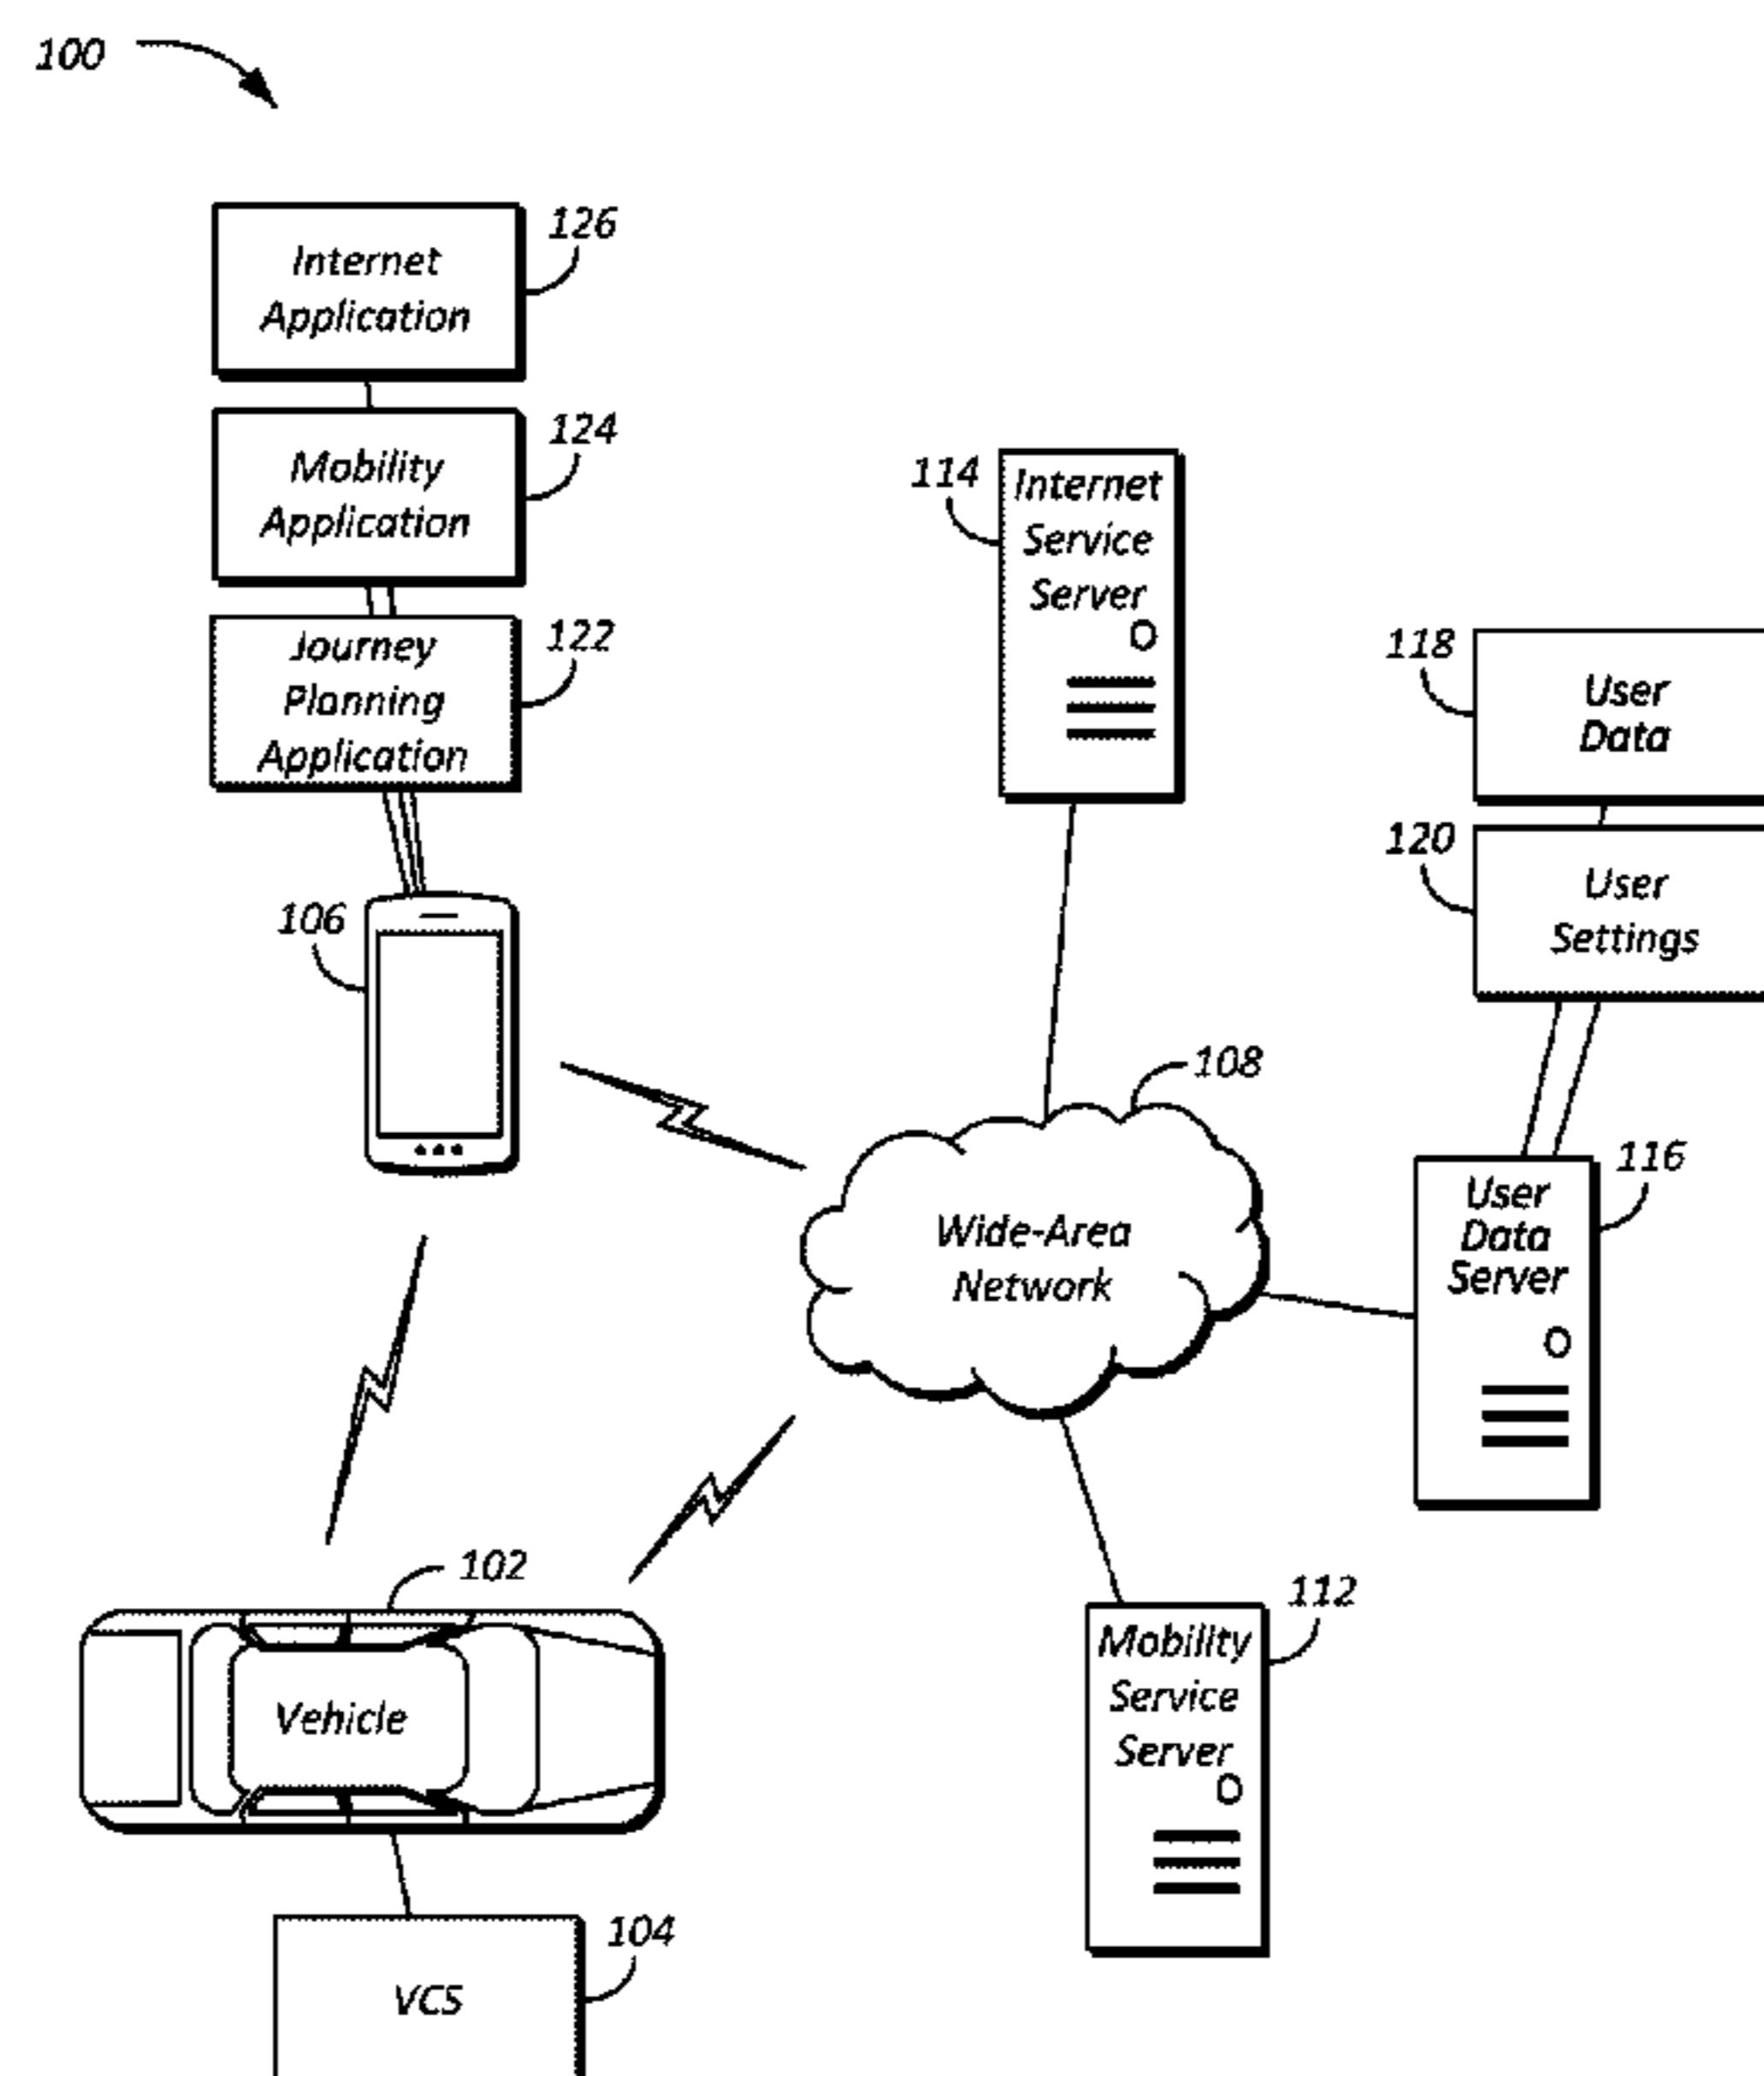 100
126
Internet
Application
124
Mobility
Application
122
Journey
Planning
Application
114
Internet
Service
Server
118
User
Data
120
User
Settings
106
108
Wide-Area
Network
116
User
Data
Server
102
Vehicle
112
Mobility
Service
Server
104
VCS